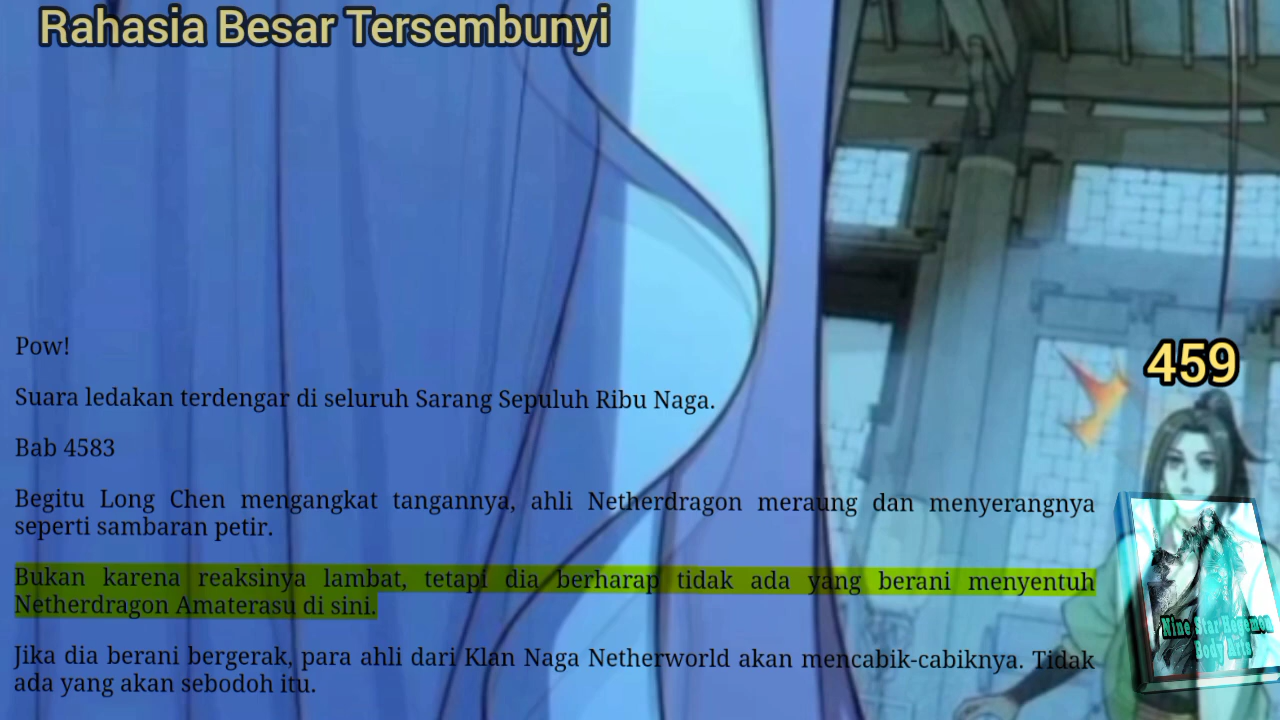 Rahasia Besar Tersembunyi
Pow!
Suara ledakan terdengar di seluruh Sarang Sepuluh Ribu Naga.
459
Bab 4583
Begitu Long Chen mengangkat tangannya, ahli Netherdragon meraung dan menyerangnya
seperti sambaran petir.
Bukan karena reaksinya lambat, tetapi dia berharap tidak ada yang berani menyentuh
Netherdragon Amaterasu di sini.
Jika dia berani bergerak, para ahli dari Klan Naga Netherworld akan mencabik-cabiknya. Tidak
ada yang akan sebodoh itu.
Nine Star Hegemon
Body Arts